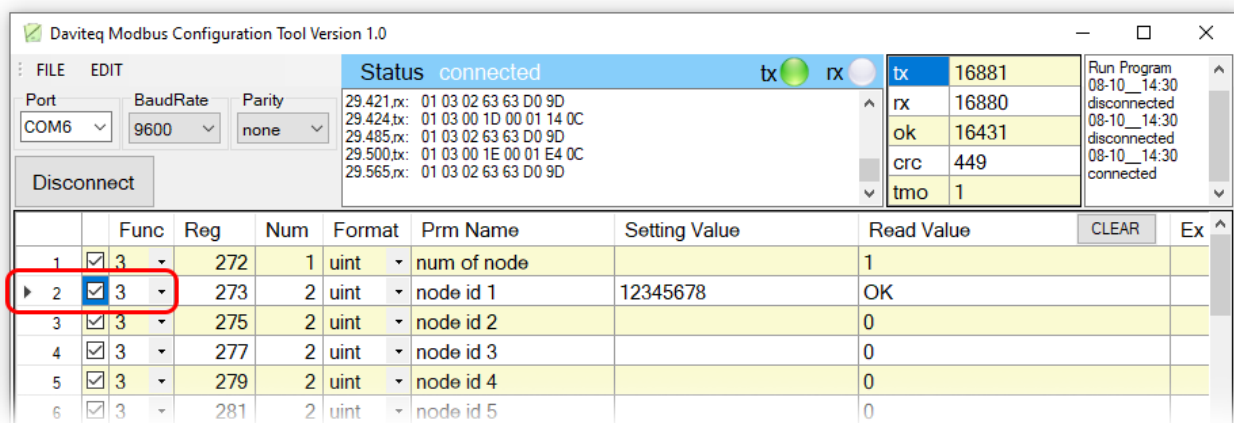 Daviteq Modbus Configuration Tool Version 1.0
FILE EDIT
Port BaudRate Parity
COM6 9600 none
Disconnect
Status connected tx rx
29.421,rx: 01 03 02 63 63 D0 9D
29.424,tx: 01 03 00 1D 00 01 14 0C
29.485,rx: 01 03 02 63 63 D0 9D
29.500,tx: 01 03 00 1E 00 01 E4 0C
29.565,rx: 01 03 02 63 63 D0 9D
tx 16881
rx 16880
ok 16431
crc 449
tmo 1
Run Program
08-10__14:30
disconnected
08-10__14:30
disconnected
08-10__14:30
connected
Func Reg Num Format Prm Name Setting Value Read Value CLEAR Ex
1 3 272 1 uint num of node 1
2 3 273 2 uint node id 1 12345678 OK
3 3 275 2 uint node id 2 0
4 3 277 2 uint node id 3 0
5 3 279 2 uint node id 4 0
6 3 281 2 uint node id 5 0